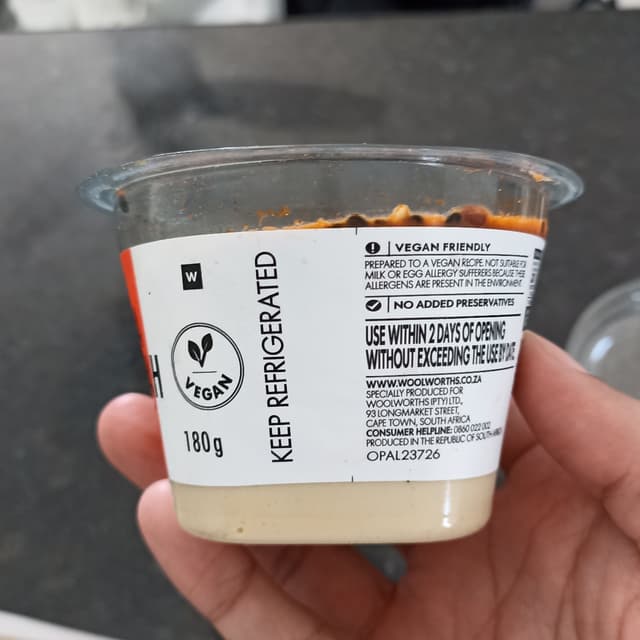 W
H
VEGAN
180g
KEEP REFRIGERATED
! VEGAN FRIENDLY
PREPARED TO A VEGAN RECIPE. NOT SUITABLE FOR
MILK OR EGG ALLERGY SUFFERERS BECAUSE THESE
ALLERGENS ARE PRESENT IN THE ENVIRONMENT.
NO ADDED PRESERVATIVES
USE WITHIN 2 DAYS OF OPENING
WITHOUT EXCEEDING THE USE BY DATE
WWW.WOOLWORTHS.CO.ZA
SPECIALLY PRODUCED FOR
WOOLWORTHS (PTY) LTD.,
93 LONGMARKET STREET,
CAPE TOWN, SOUTH AFRICA
CONSUMER HELPLINE: 0860 022 002.
PRODUCED IN THE REPUBLIC OF SOUTH AFRICA
OPAL23726